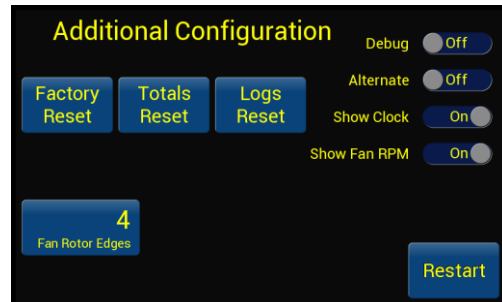 Additional Configuration
Debug Off
Alternate Off
Factory Reset
Totals Reset
Logs Reset
Show Clock On
Show Fan RPM On
4
Fan Rotor Edges
Restart